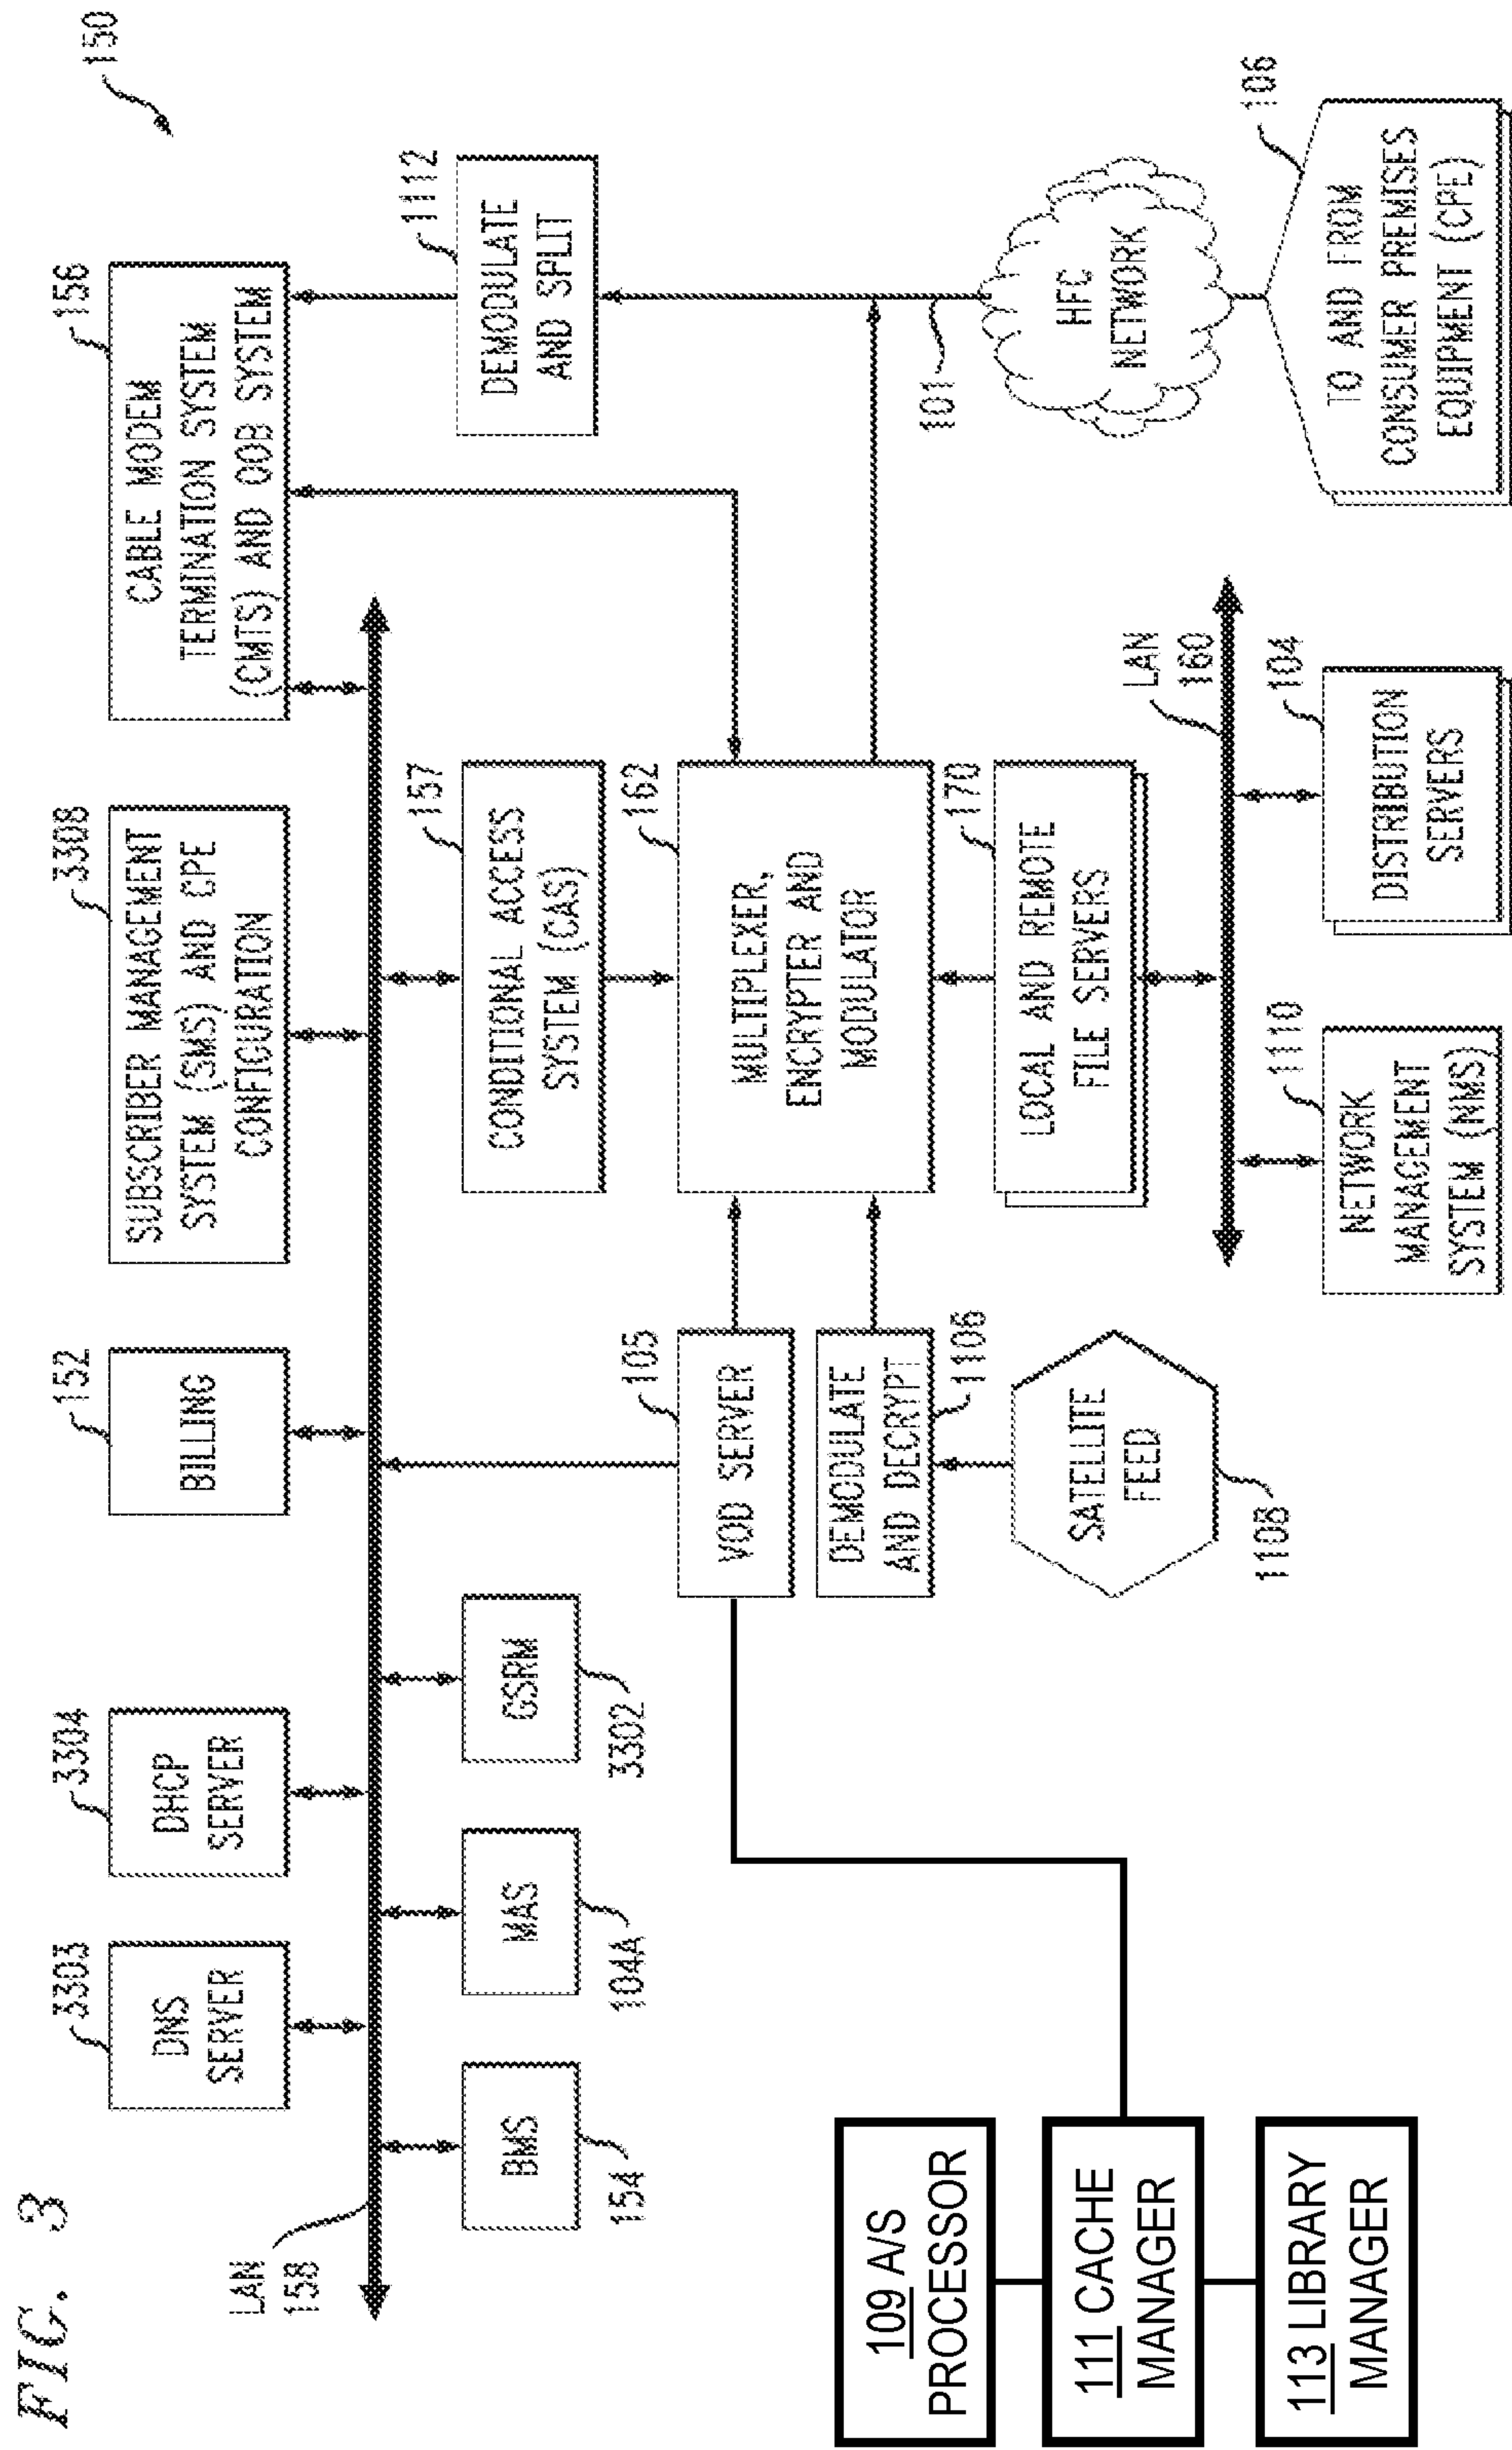 FIG. 3
150
3303
DNS
SERVER
3304
DHCP
SERVER
152
BILLING
3308
SUBSCRIBER MANAGEMENT
SYSTEM (SMS) AND CPE
CONFIGURATION
156
CABLE MODEM
TERMINATION SYSTEM
(CMTS) AND OOB SYSTEM
LAN
158
BMS
154
MAS
104A
GSRM
3302
157
CONDITIONAL ACCESS
SYSTEM (CAS)
1112
DEMODULATE
AND SPLIT
105
VOD SERVER
162
MULTIPLEXER,
ENCRYPTER AND
MODULATOR
DEMODULATE
AND DECRYPT
1106
101
SATELLITE
FEED
1108
170
LOCAL AND REMOTE
FILE SERVERS
HFC
NETWORK
LAN
160
109 A/S
PROCESSOR
111 CACHE
MANAGER
113 LIBRARY
MANAGER
1110
NETWORK
MANAGEMENT
SYSTEM (NMS)
104
DISTRIBUTION
SERVERS
106
TO AND FROM
CONSUMER PREMISES
EQUIPMENT (CPE)